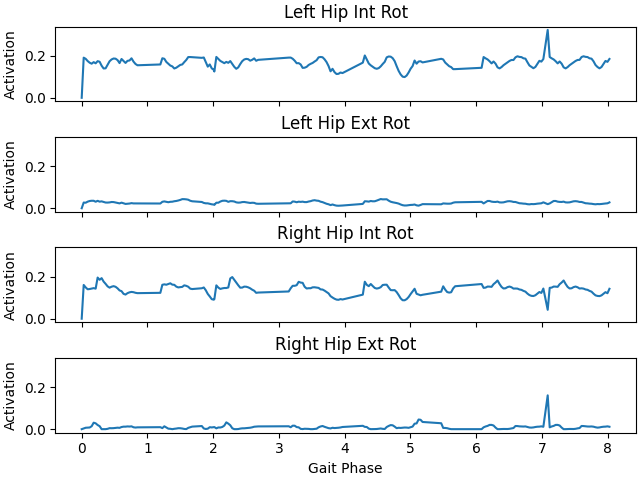 Left Hip Int Rot
Activation
0.2
0.0
Left Hip Ext Rot
Activation
0.2
0.0
Right Hip Int Rot
Activation
0.2
0.0
Right Hip Ext Rot
Activation
0.2
0.0
0 1 2 3 4 5 6 7 8
Gait Phase